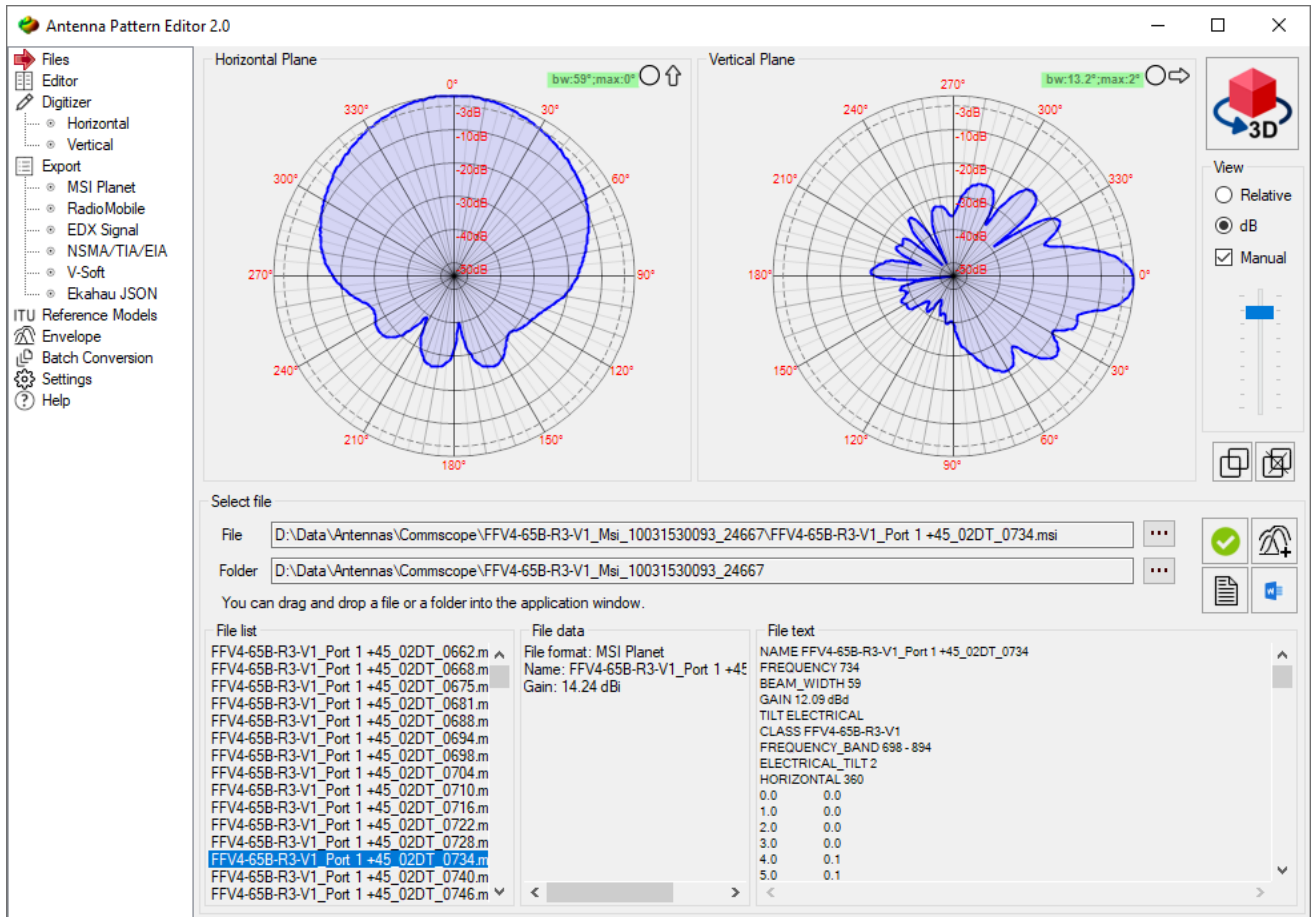 Antenna Pattern Editor 2.0
Files
Editor
Digitizer
Horizontal
Vertical
Export
MSI Planet
RadioMobile
EDX Signal
NSMA/TIA/EIA
V-Soft
Ekahau JSON
ITU Reference Models
Envelope
Batch Conversion
Settings
? Help
Horizontal Plane
bw:59°;max:0°
0°
330°
30°
-3dB
-10dB
-20dB
300°
60°
-30dB
-40dB
-50dB
270°
90°
240°
120°
210°
150°
180°
Vertical Plane
bw:13.2°;max:2°
270°
240°
300°
-3dB
-10dB
-20dB
210°
330°
-30dB
-40dB
-50dB
180°
0°
150°
30°
120°
60°
90°
3D
View
Relative
dB
Manual
Select file
File
D:\Data\Antennas\Commscope\FFV4-65B-R3-V1_Msi_10031530093_24667\FFV4-65B-R3-V1_Port 1 +45_02DT_0734.msi
...
Folder
D:\Data\Antennas\Commscope\FFV4-65B-R3-V1_Msi_10031530093_24667
...
You can drag and drop a file or a folder into the application window.
W
File list
FFV4-65B-R3-V1_Port 1 +45_02DT_0662.m
FFV4-65B-R3-V1_Port 1 +45_02DT_0668.m
FFV4-65B-R3-V1_Port 1 +45_02DT_0675.m
FFV4-65B-R3-V1_Port 1 +45_02DT_0681.m
FFV4-65B-R3-V1_Port 1 +45_02DT_0688.m
FFV4-65B-R3-V1_Port 1 +45_02DT_0694.m
FFV4-65B-R3-V1_Port 1 +45_02DT_0698.m
FFV4-65B-R3-V1_Port 1 +45_02DT_0704.m
FFV4-65B-R3-V1_Port 1 +45_02DT_0710.m
FFV4-65B-R3-V1_Port 1 +45_02DT_0716.m
FFV4-65B-R3-V1_Port 1 +45_02DT_0722.m
FFV4-65B-R3-V1_Port 1 +45_02DT_0728.m
FFV4-65B-R3-V1_Port 1 +45_02DT_0734.m
FFV4-65B-R3-V1_Port 1 +45_02DT_0740.m
FFV4-65B-R3-V1_Port 1 +45_02DT_0746.m
File data
File format: MSI Planet
Name: FFV4-65B-R3-V1_Port 1 +45
Gain: 14.24 dBi
File text
NAME FFV4-65B-R3-V1_Port 1 +45_02DT_0734
FREQUENCY 734
BEAM_WIDTH 59
GAIN 12.09 dBd
TILT ELECTRICAL
CLASS FFV4-65B-R3-V1
FREQUENCY_BAND 698 - 894
ELECTRICAL_TILT 2
HORIZONTAL 360
0.0 0.0
1.0 0.0
2.0 0.0
3.0 0.0
4.0 0.1
5.0 0.1